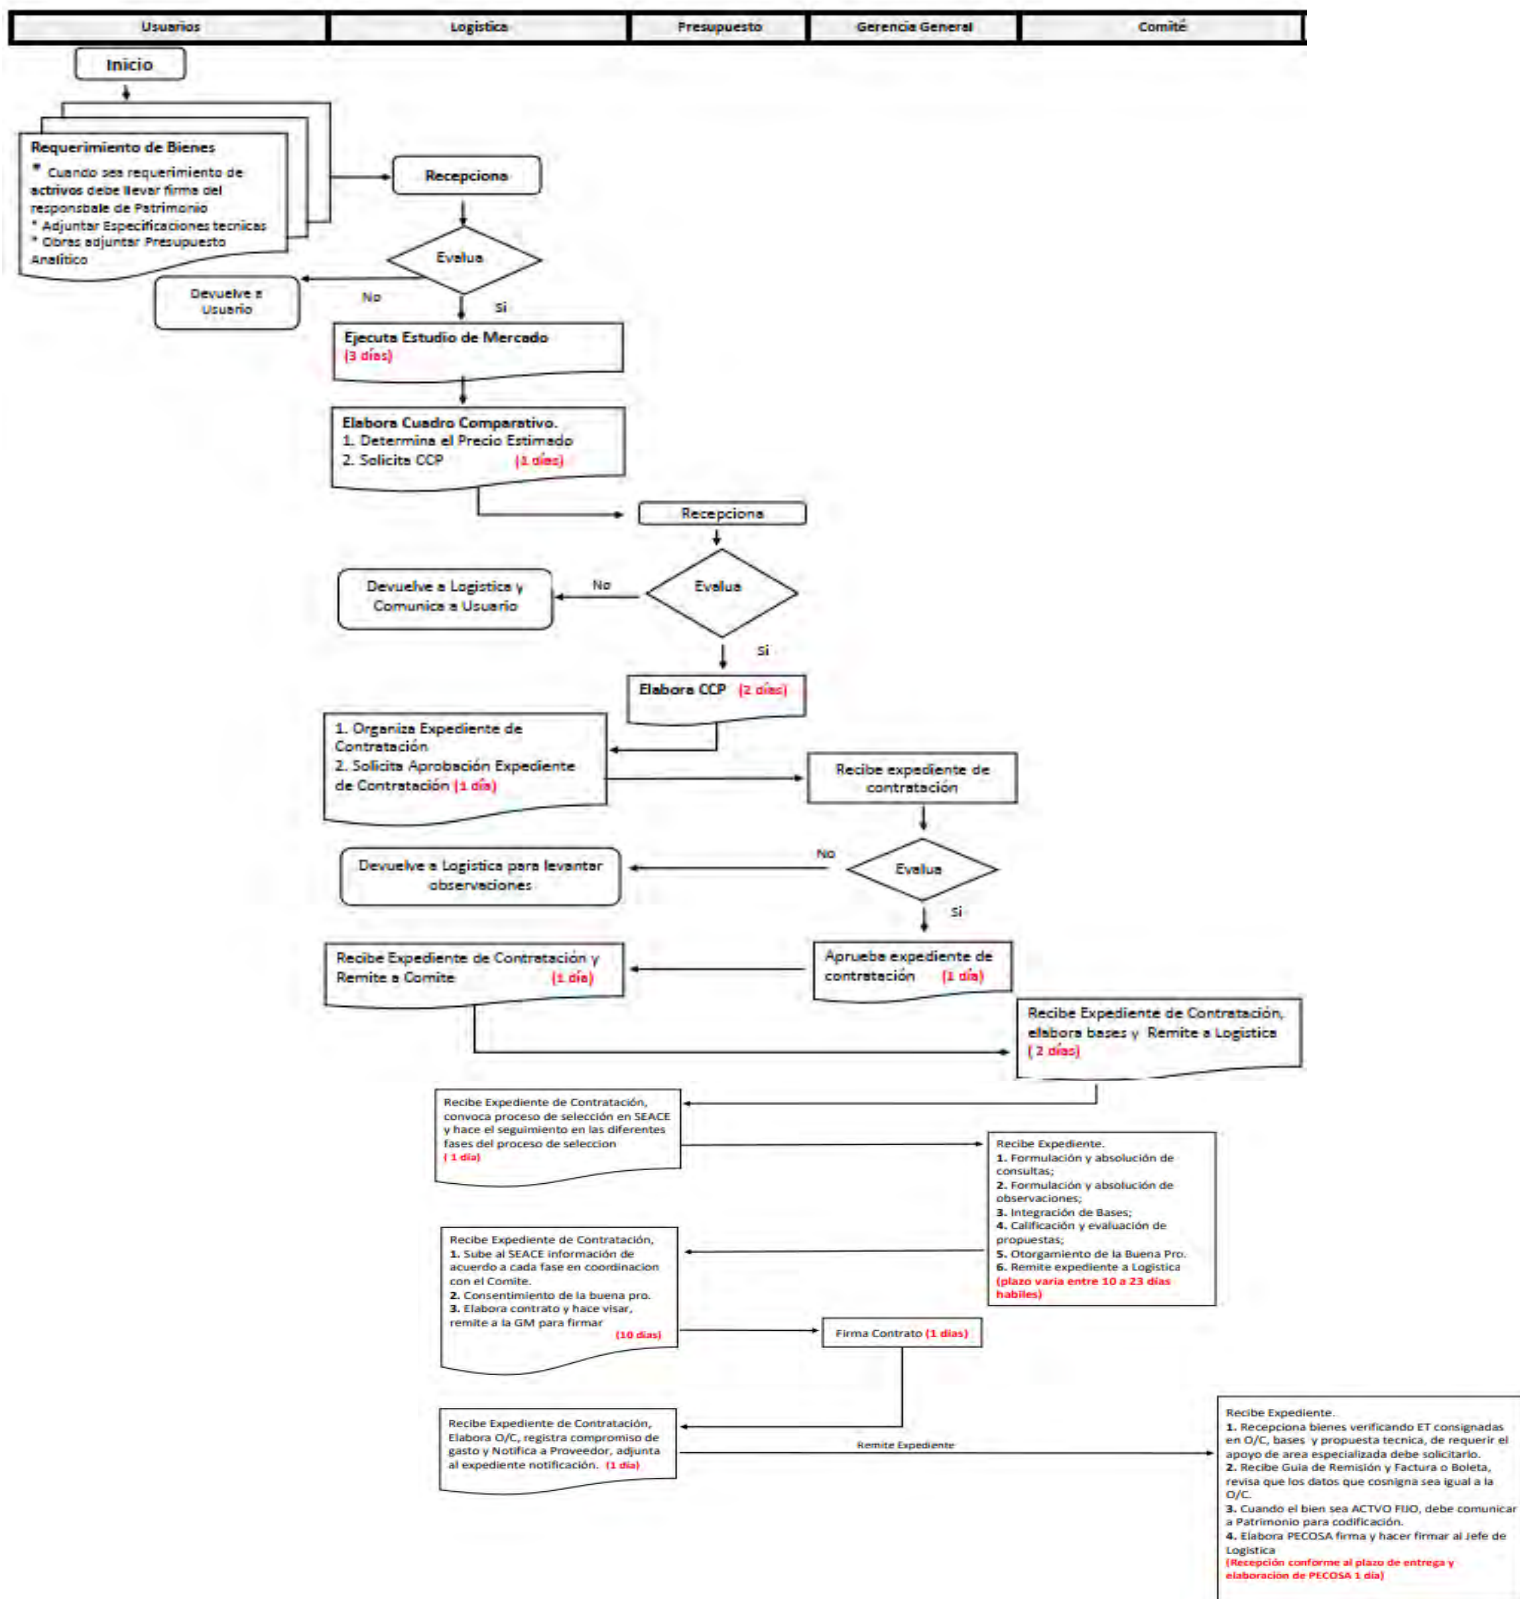 Usuarios
Logistica
Presupuesto
Gerencia General
Comité
Inicio
Requerimiento de Bienes
* Cuando sea requerimiento de
actrivos debe llevar firma del
responsbale de Patrimonio
* Adjuntar Especificaciones tecnicas
* Obras adjuntar Presupuesto
Analítico
Recepciona
Evalua
Devuelve a
Usuario
No
Si
Ejecuta Estudio de Mercado
(3 días)
Elabora Cuadro Comparativo.
1. Determina el Precio Estimado
2. Solicita CCP (1 días)
Recepciona
Evalua
No
Devuelve a Logistica y
Comunica a Usuario
Si
Elabora CCP (2 días)
1. Organiza Expediente de
Contratación
2. Solicita Aprobación Expediente
de Contratación (1 día)
Recibe expediente de
contratación
Evalua
No
Devuelve a Logistica para levantar
observaciones
Si
Aprueba expediente de
contratación (1 día)
Recibe Expediente de Contratación y
Remite a Comite (1 día)
Recibe Expediente de Contratación,
elabora bases y Remite a Logistica
( 2 días)
Recibe Expediente de Contratación,
convoca proceso de selección en SEACE
y hace el seguimiento en las diferentes
fases del proceso de seleccion
( 1 día)
Recibe Expediente.
1. Formulación y absolución de
consultas;
2. Formulación y absolución de
observaciones;
3. Integración de Bases;
4. Calificación y evaluación de
propuestas;
5. Otorgamiento de la Buena Pro.
6. Remite expediente a Logistica
(plazo varia entre 10 a 23 días
habiles)
Recibe Expediente de Contratación,
1. Sube al SEACE información de
acuerdo a cada fase en coordinacion
con el Comite.
2. Consentimiento de la buena pro.
3. Elabora contrato y hace visar,
remite a la GM para firmar
(10 días)
Firma Contrato (1 días)
Recibe Expediente de Contratación,
Elabora O/C, registra compromiso de
gasto y Notifica a Proveedor, adjunta
al expediente notificación. (1 día)
Remite Expediente
Recibe Expediente.
1. Recepciona bienes verificando ET consignadas
en O/C, bases y propuesta tecnica, de requerir el
apoyo de area especializada debe solicitarlo.
2. Recibe Guia de Remisión y Factura o Boleta,
revisa que los datos que cosnigna sea igual a la
O/C.
3. Cuando el bien sea ACTVO FIJO, debe comunicar
a Patrimonio para codificación.
4. Elabora PECOSA firma y hacer firmar al Jefe de
Logistica
(Recepción conforme al plazo de entrega y
elaboración de PECOSA 1 día)